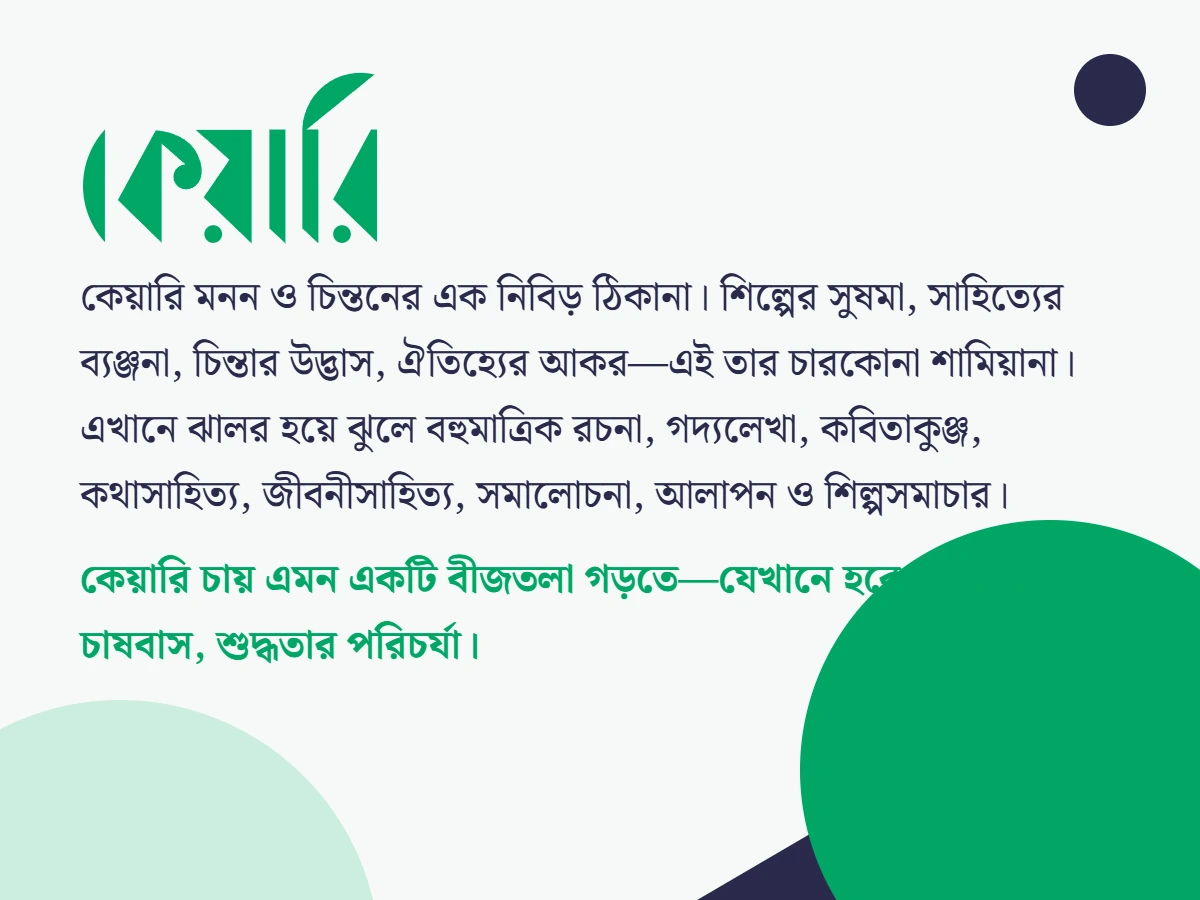 কেয়ারি
কেয়ারি মনন ও চিন্তনের এক নিবিড় ঠিকানা। শিল্পের সুষমা, সাহিত্যের
ব্যঞ্জনা, চিন্তার উদ্ভাস, ঐতিহ্যের আকর—এই তার চারকোনা শামিয়ানা।
এখানে ঝালর হয়ে ঝুলে বহুমাত্রিক রচনা, গদ্যলেখা, কবিতাকুঞ্জ,
কথাসাহিত্য, জীবনীসাহিত্য, সমালোচনা, আলাপন ও শিল্পসমাচার।
কেয়ারি চায় এমন একটি বীজতলা গড়তে—যেখানে
চাষবাস, শুদ্ধতার পরিচর্যা।